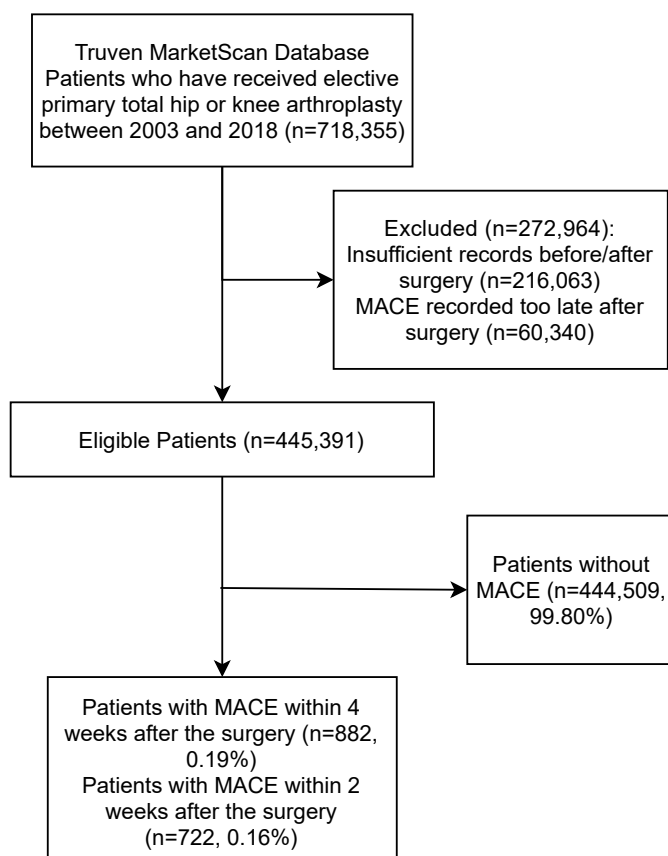 Truven MarketScan Database
Patients who have received elective
primary total hip or knee arthroplasty
between 2003 and 2018 (n=718,355)
Excluded (n=272,964):
Insufficient records before/after
surgery (n=216,063)
MACE recorded too late after
surgery (n=60,340)
Eligible Patients (n=445,391)
Patients without
MACE (n=444,509,
99.80%)
Patients with MACE within 4
weeks after the surgery (n=882,
0.19%)
Patients with MACE within 2
weeks after the surgery
(n=722, 0.16%)